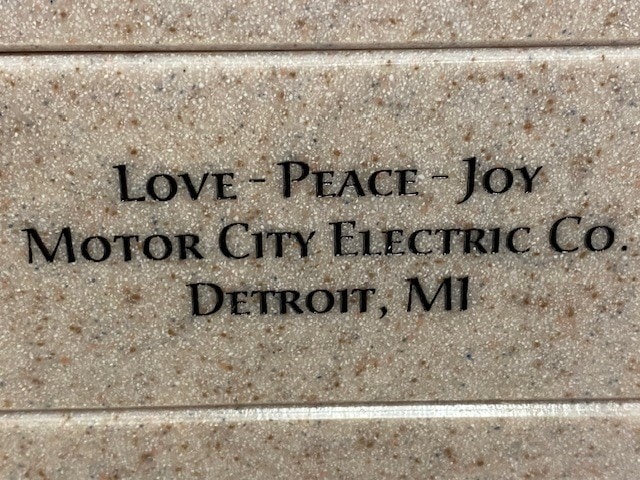 Love - Peace - Joy
Motor City Electric Co.
Detroit, MI